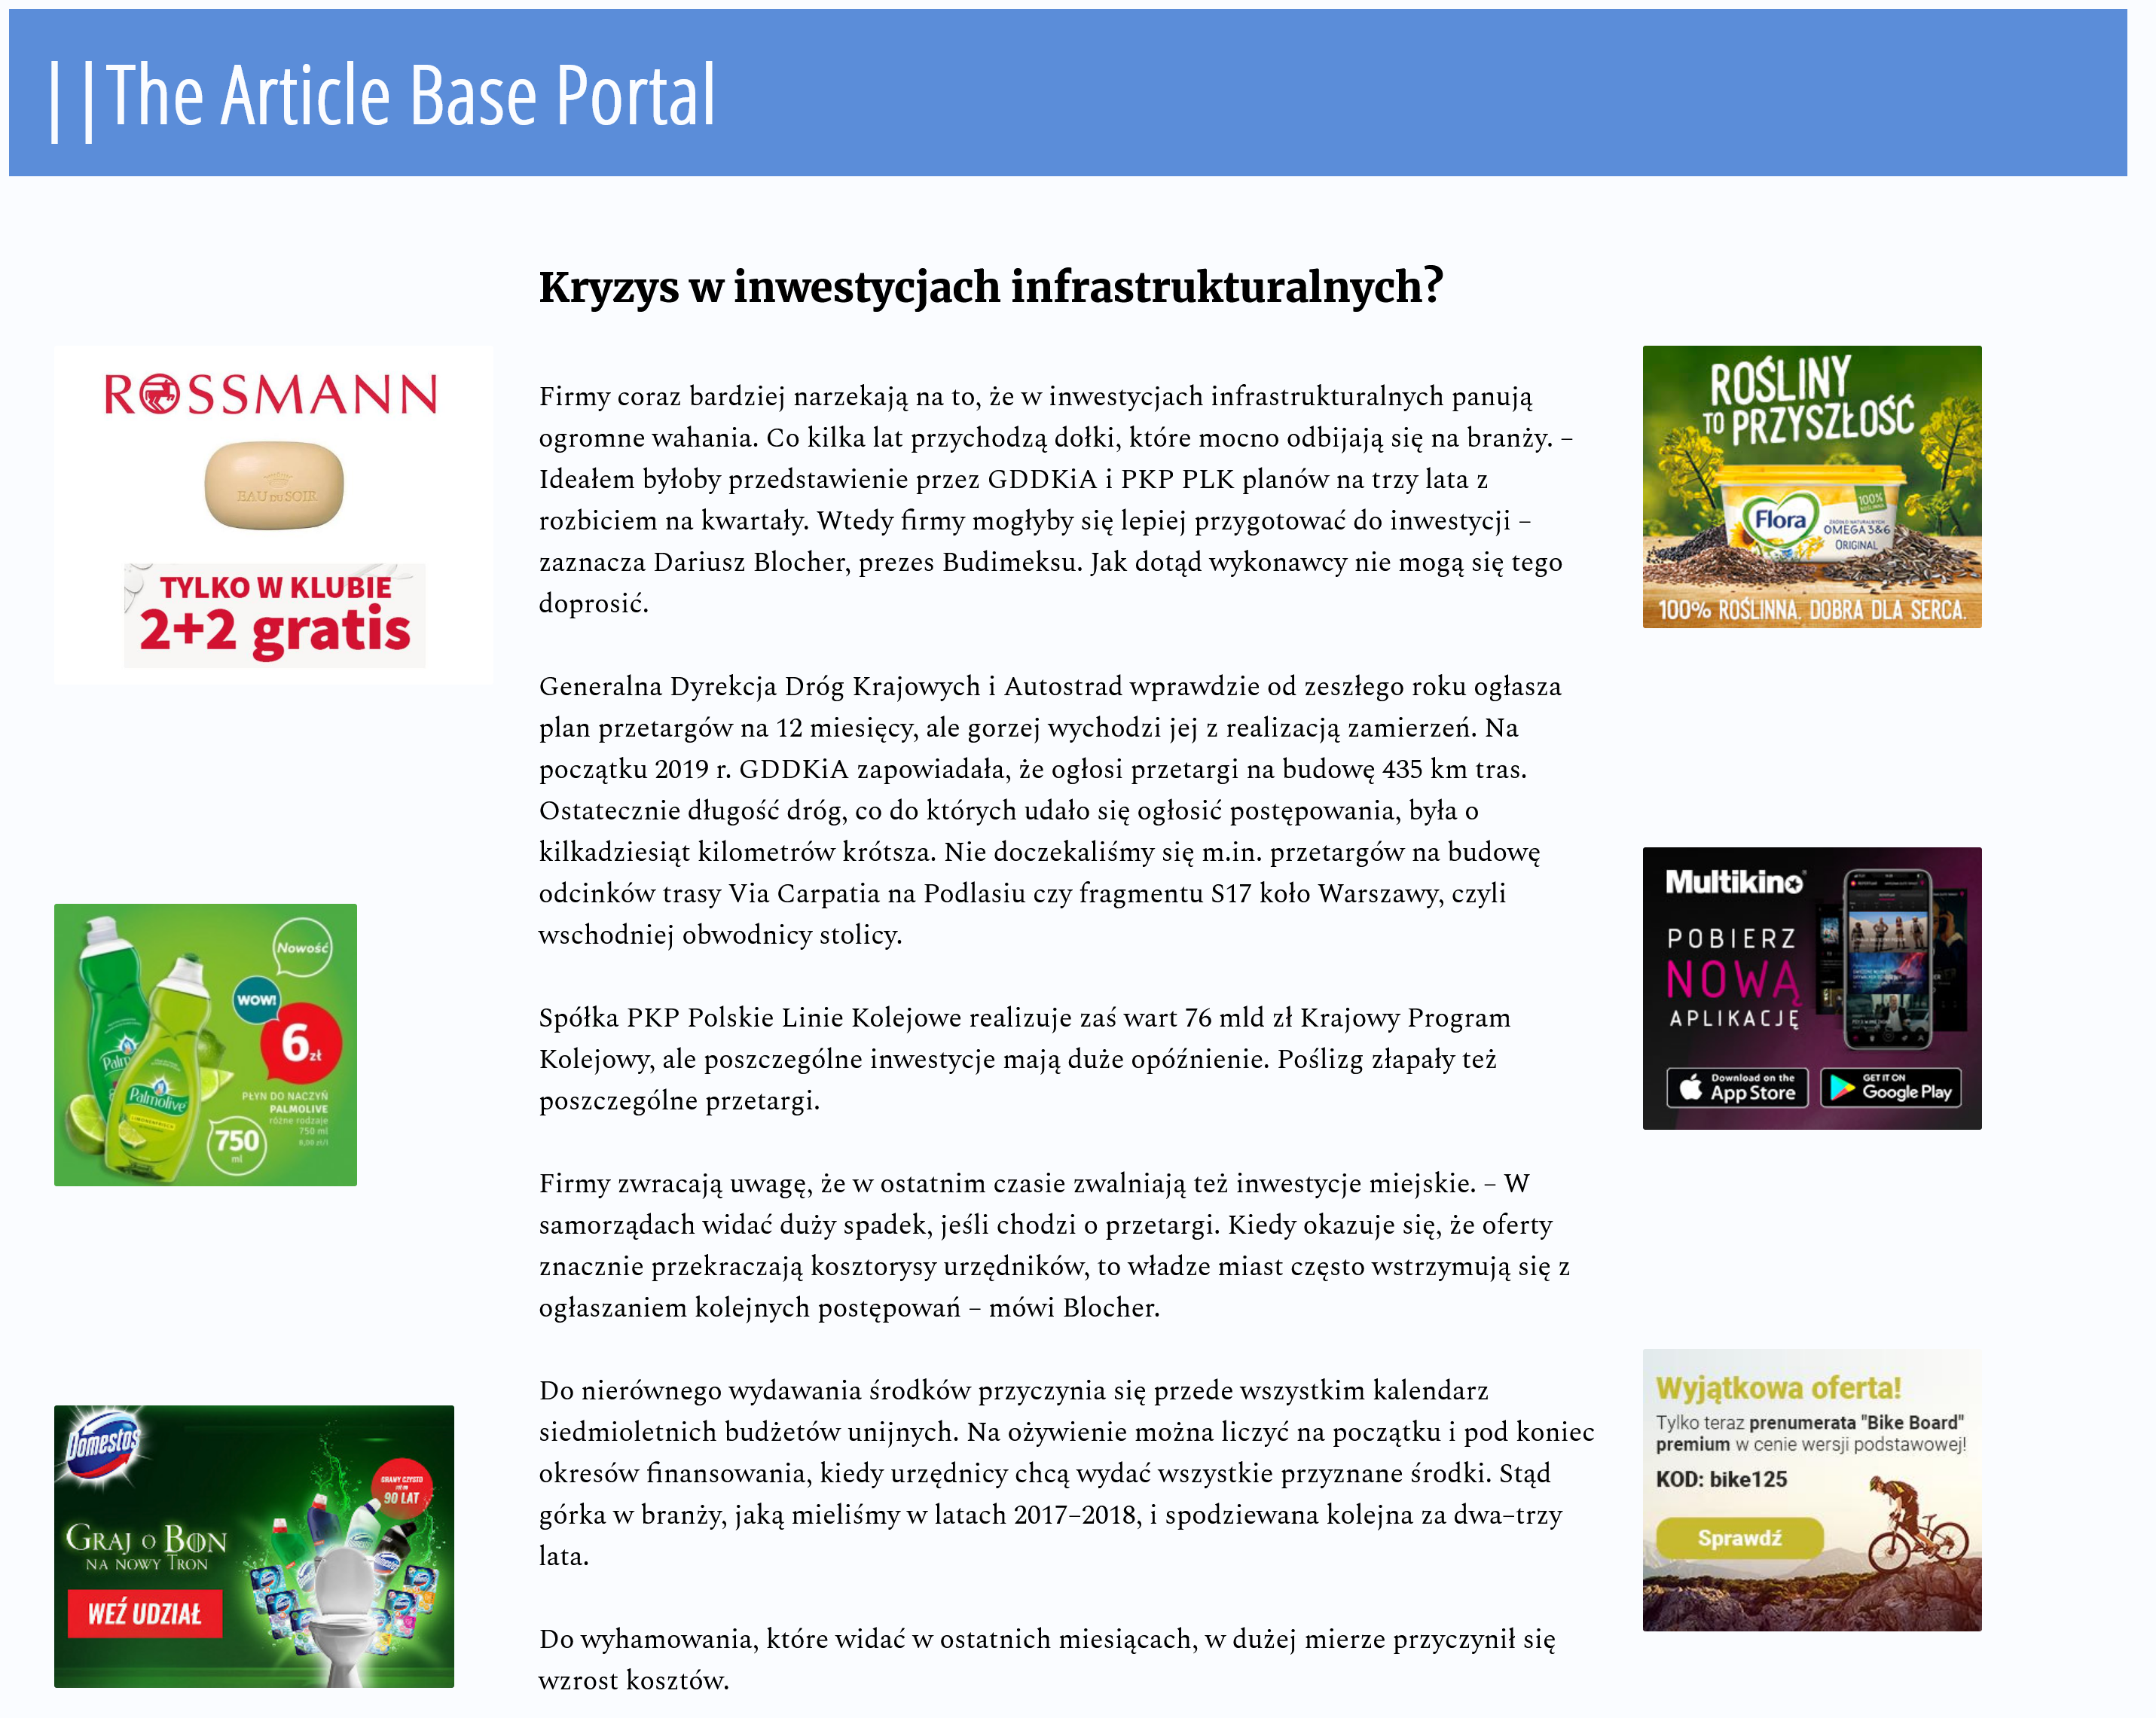 ||The Article Base Portal
Kryzys w inwestycjach infrastrukturalnych?
ROSSMANN
EAU DU SOIR
TYLKO W KLUBIE
2+2 gratis
Nowość
WOW!
6 zł
Palmolive
PŁYN DO NACZYŃ
PALMOLIVE
różne rodzaje
750 ml
8,00 zł/l
750
ml
Domestos
GRAMY CZYSTO
90 LAT
GRAJ O BON
NA NOWY TRON
WEŹ UDZIAŁ
Firmy coraz bardziej narzekają na to, że w inwestycjach infrastrukturalnych panują
ogromne wahania. Co kilka lat przychodzą dołki, które mocno odbijają się na branży. –
Ideałem byłoby przedstawienie przez GDDKiA i PKP PLK planów na trzy lata z
rozbiciem na kwartały. Wtedy firmy mogłyby się lepiej przygotować do inwestycji –
zaznacza Dariusz Blocher, prezes Budimeksu. Jak dotąd wykonawcy nie mogą się tego
doprosić.
Generalna Dyrekcja Dróg Krajowych i Autostrad wprawdzie od zeszłego roku ogłasza
plan przetargów na 12 miesięcy, ale gorzej wychodzi jej z realizacją zamierzeń. Na
początku 2019 r. GDDKiA zapowiadała, że ogłosi przetargi na budowę 435 km tras.
Ostatecznie długość dróg, co do których udało się ogłosić postępowania, była o
kilkadziesiąt kilometrów krótsza. Nie doczekaliśmy się m.in. przetargów na budowę
odcinków trasy Via Carpatia na Podlasiu czy fragmentu S17 koło Warszawy, czyli
wschodniej obwodnicy stolicy.
Spółka PKP Polskie Linie Kolejowe realizuje zaś wart 76 mld zł Krajowy Program
Kolejowy, ale poszczególne inwestycje mają duże opóźnienie. Poślizg złapały też
poszczególne przetargi.
Firmy zwracają uwagę, że w ostatnim czasie zwalniają też inwestycje miejskie. – W
samorządach widać duży spadek, jeśli chodzi o przetargi. Kiedy okazuje się, że oferty
znacznie przekraczają kosztorysy urzędników, to władze miast często wstrzymują się z
ogłaszaniem kolejnych postępowań – mówi Blocher.
Do nierównego wydawania środków przyczynia się przede wszystkim kalendarz
siedmioletnich budżetów unijnych. Na ożywienie można liczyć na początku i pod koniec
okresów finansowania, kiedy urzędnicy chcą wydać wszystkie przyznane środki. Stąd
górka w branży, jaką mieliśmy w latach 2017–2018, i spodziewana kolejna za dwa–trzy
lata.
Do wyhamowania, które widać w ostatnich miesiącach, w dużej mierze przyczynił się
wzrost kosztów.
ROŚLINY
TO PRZYSZŁOŚĆ
100%
Flora
OMEGA 3&6
ORIGINAL
100% ROŚLINNA. DOBRA DLA SERCA.
Multikino
POBIERZ
NOWĄ
APLIKACJĘ
Download on the
App Store
GET IT ON
Google Play
Wyjątkowa oferta!
Tylko teraz prenumerata "Bike Board"
premium w cenie wersji podstawowej!
KOD: bike125
Sprawdź